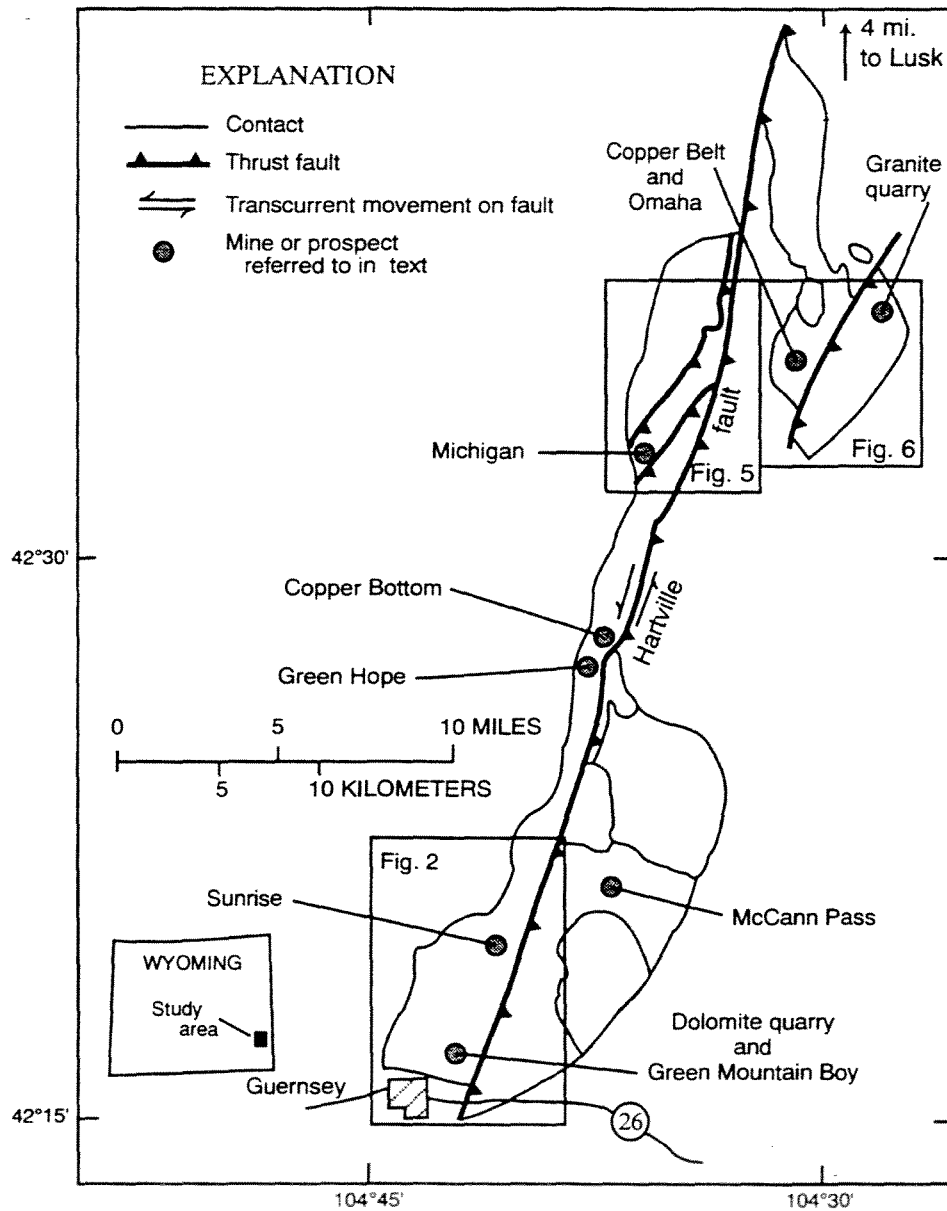 4 mi.
to Lusk
EXPLANATION
Contact
Thrust fault
Transcurrent movement on fault
Mine or prospect
referred to in text
Copper Belt
and
Omaha
Granite
quarry
Michigan
fault
Fig. 5
Fig. 6
42°30'
Copper Bottom
Hartville
Green Hope
0 5 10 MILES
5 10 KILOMETERS
Fig. 2
Sunrise
McCann Pass
WYOMING
Study
area
Dolomite quarry
and
Green Mountain Boy
Guernsey
42°15'
26
104°45' 104°30'